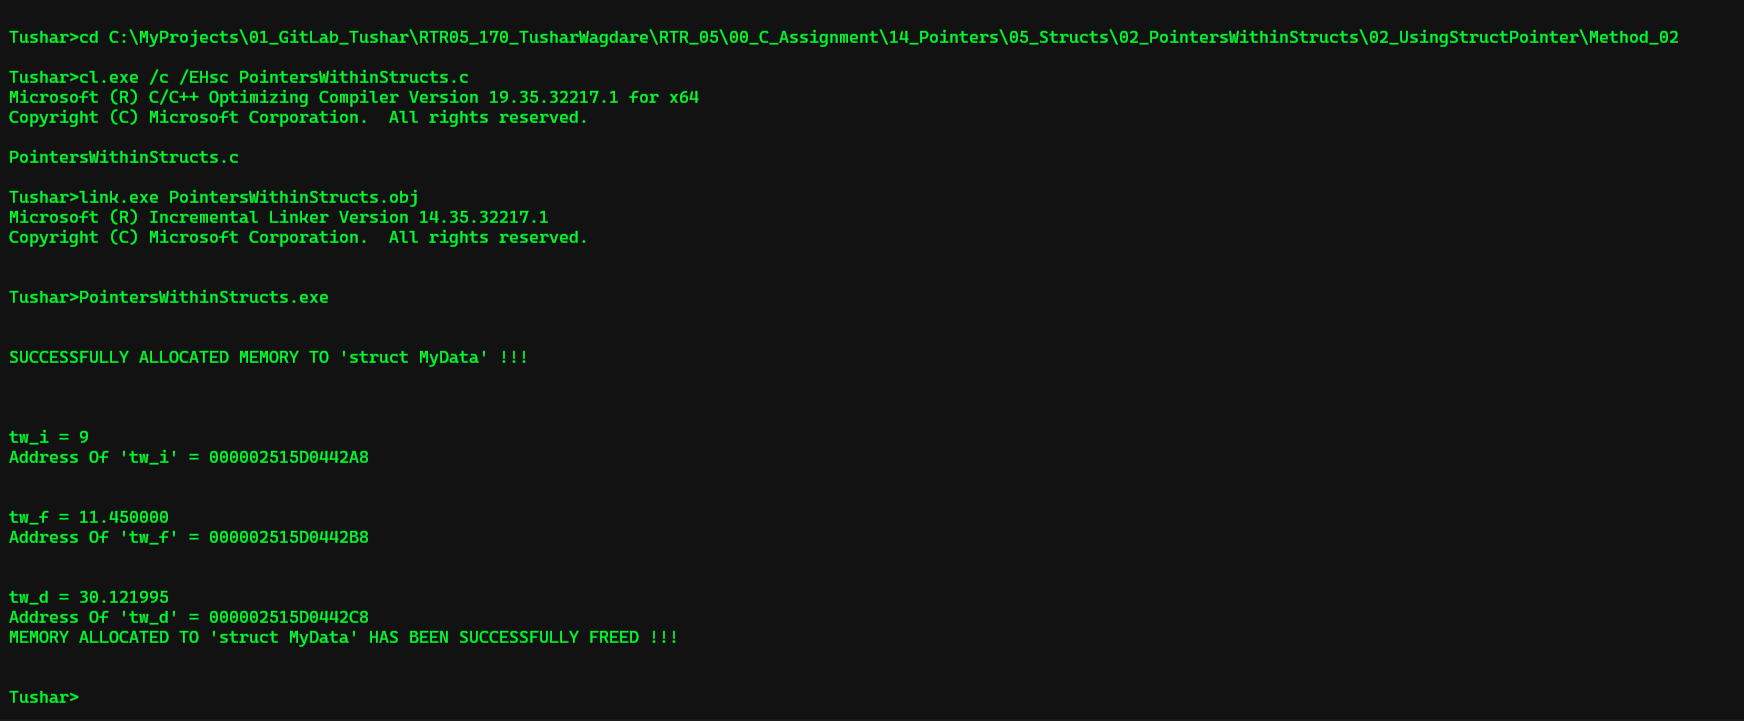 Tushar>cd C:\MyProjects\01_GitLab_Tushar\RTR05_170_TusharWagdare\RTR_05\00_C_Assignment\14_Pointers\05_Structs\02_PointersWithinStructs\02_UsingStructPointer\Method_02
Tushar>cl.exe /c /EHsc PointersWithinStructs.c
Microsoft (R) C/C++ Optimizing Compiler Version 19.35.32217.1 for x64
Copyright (C) Microsoft Corporation.  All rights reserved.
PointersWithinStructs.c
Tushar>link.exe PointersWithinStructs.obj
Microsoft (R) Incremental Linker Version 14.35.32217.1
Copyright (C) Microsoft Corporation.  All rights reserved.
Tushar>PointersWithinStructs.exe
SUCCESSFULLY ALLOCATED MEMORY TO 'struct MyData' !!!
tw_i = 9
Address Of 'tw_i' = 000002515D0442A8
tw_f = 11.450000
Address Of 'tw_f' = 000002515D0442B8
tw_d = 30.121995
Address Of 'tw_d' = 000002515D0442C8
MEMORY ALLOCATED TO 'struct MyData' HAS BEEN SUCCESSFULLY FREED !!!
Tushar>